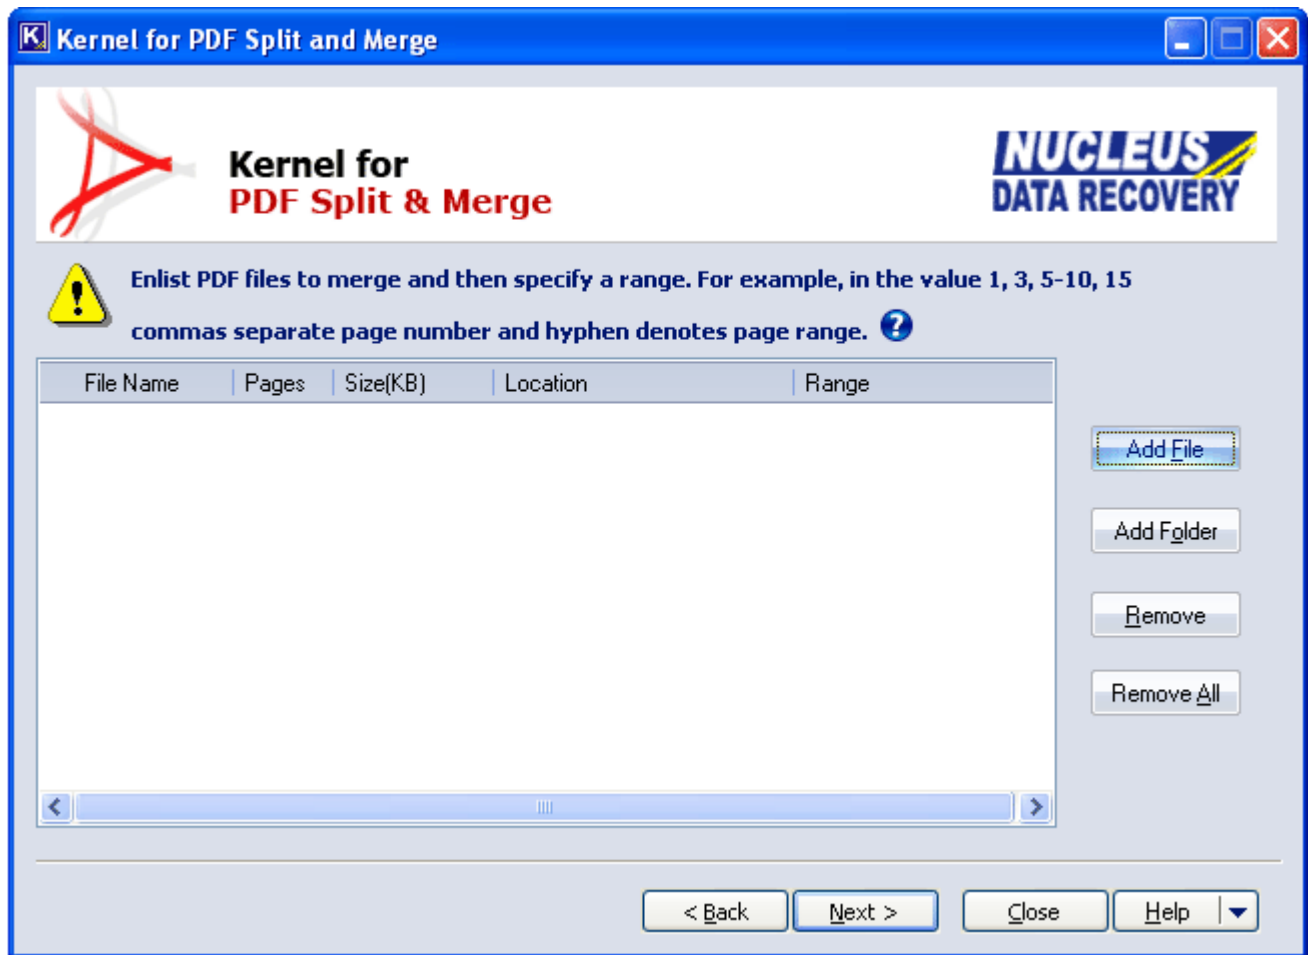 K Kernel for PDF Split and Merge
Kernel for
PDF Split & Merge
NUCLEUS
DATA RECOVERY
Enlist PDF files to merge and then specify a range. For example, in the value 1, 3, 5-10, 15
commas separate page number and hyphen denotes page range. ?
File Name Pages Size(KB) Location Range
Add File
Add Folder
Remove
Remove All
< Back Next > Close Help